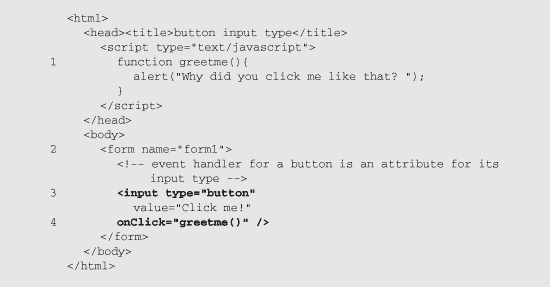 <html>
<head><title>button input type</title>
<script type="text/javascript">
1 function greetme(){
alert("Why did you click me like that? ");
}
</script>
</head>
<body>
2 <form name="form1">
<!-- event handler for a button is an attribute for its
input type -->
3 <input type="button"
value="Click me!"
4 onClick="greetme()" />
</form>
</body>
</html>